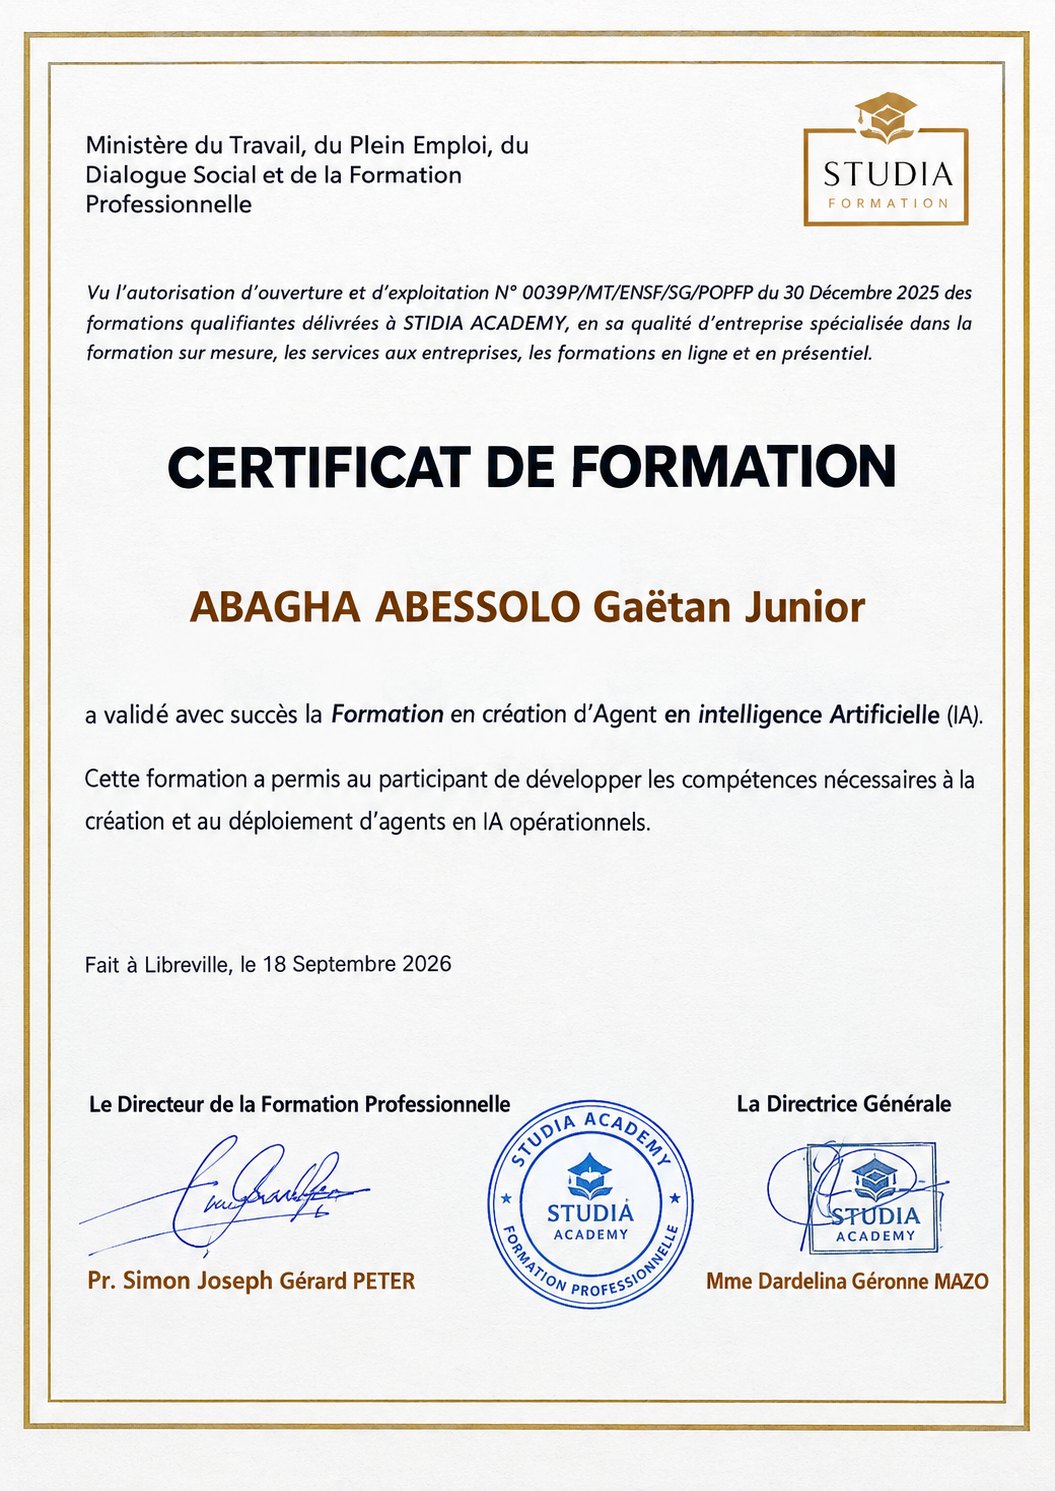 Ministère du Travail, du Plein Emploi, du
Dialogue Social et de la Formation
Professionnelle
STUDIA
FORMATION
Vu l'autorisation d'ouverture et d'exploitation N° 0039P/MT/ENSF/SG/POPFP du 30 Décembre 2025 des
formations qualifiantes délivrées à STIDIA ACADEMY, en sa qualité d'entreprise spécialisée dans la
formation sur mesure, les services aux entreprises, les formations en ligne et en présentiel.
CERTIFICAT DE FORMATION
ABAGHA ABESSOLO Gaëtan Junior
a validé avec succès la Formation en création d'Agent en intelligence Artificielle (IA).
Cette formation a permis au participant de développer les compétences nécessaires à la
création et au déploiement d'agents en IA opérationnels.
Fait à Libreville, le 18 Septembre 2026
Le Directeur de la Formation Professionnelle
La Directrice Générale
STUDIA ACADEMY
STUDIA
ACADEMY
FORMATION PROFESSIONNELLE
STUDIA
ACADEMY
Pr. Simon Joseph Gérard PETER
Mme Dardelina Géronne MAZO